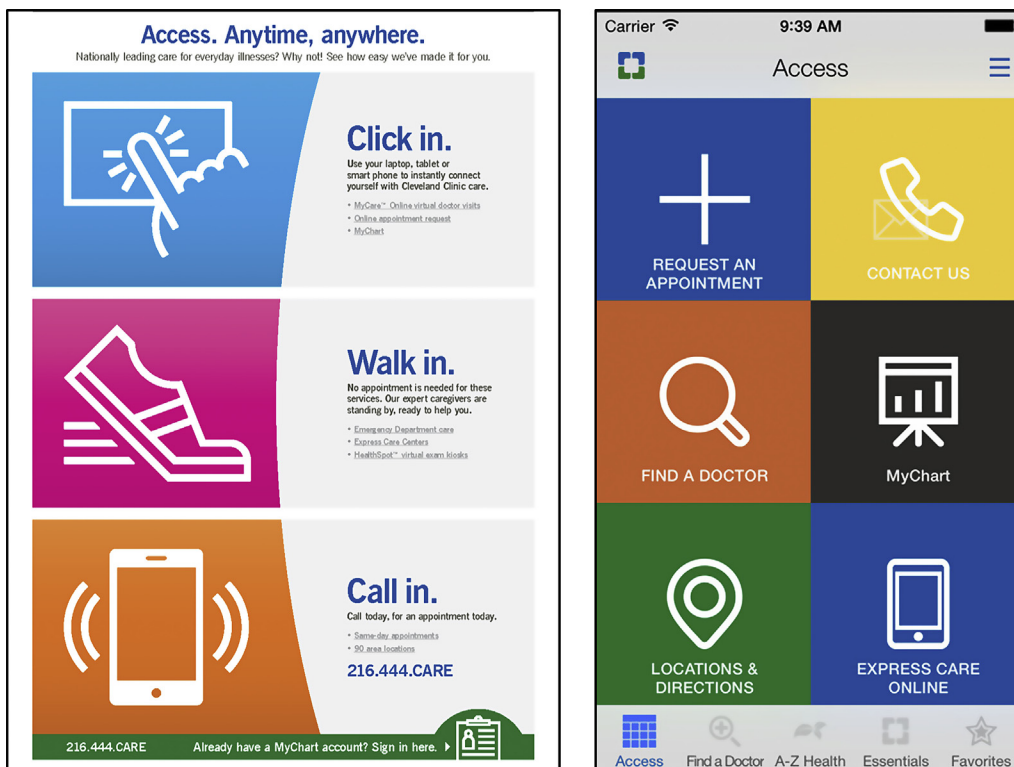 Access. Anytime, anywhere.
Nationally leading care for everyday illnesses? Why not! See how easy we've made it for you.
Click in.
Use your laptop, tablet or
smart phone to instantly connect
yourself with Cleveland Clinic care.
• MyCare™ Online virtual doctor visits
• Online appointment request
• MyChart
Walk in.
No appointment is needed for these
services. Our expert caregivers are
standing by, ready to help you.
• Emergency Department care
• Express Care Centers
• HealthSpot™ virtual exam kiosks
Call in.
Call today, for an appointment today.
• Same-day appointments
• 90 area locations
216.444.CARE
216.444.CARE Already have a MyChart account? Sign in here.
Carrier 9:39 AM
Access
REQUEST AN
APPOINTMENT
CONTACT US
FIND A DOCTOR
MyChart
LOCATIONS &
DIRECTIONS
EXPRESS CARE
ONLINE
Access Find a Doctor A-Z Health Essentials Favorites